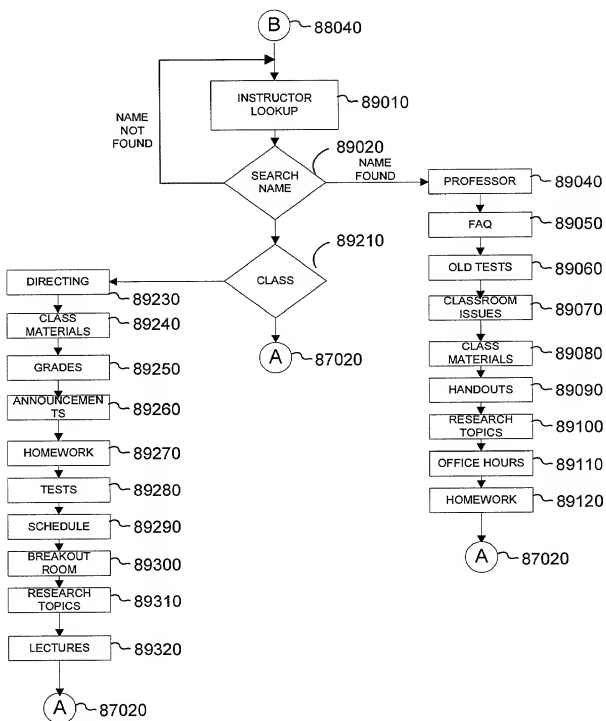 B
88040
INSTRUCTOR
LOOKUP
89010
NAME
NOT
FOUND
89020
SEARCH
NAME
NAME
FOUND
PROFESSOR
89040
FAQ
89050
OLD TESTS
89060
CLASSROOM
ISSUES
89070
CLASS
MATERIALS
89080
HANDOUTS
89090
RESEARCH
TOPICS
89100
OFFICE HOURS
89110
HOMEWORK
89120
A
87020
89210
CLASS
A
87020
DIRECTING
89230
CLASS
MATERIALS
89240
GRADES
89250
ANNOUNCEMEN
TS
89260
HOMEWORK
89270
TESTS
89280
SCHEDULE
89290
BREAKOUT
ROOM
89300
RESEARCH
TOPICS
89310
LECTURES
89320
A
87020